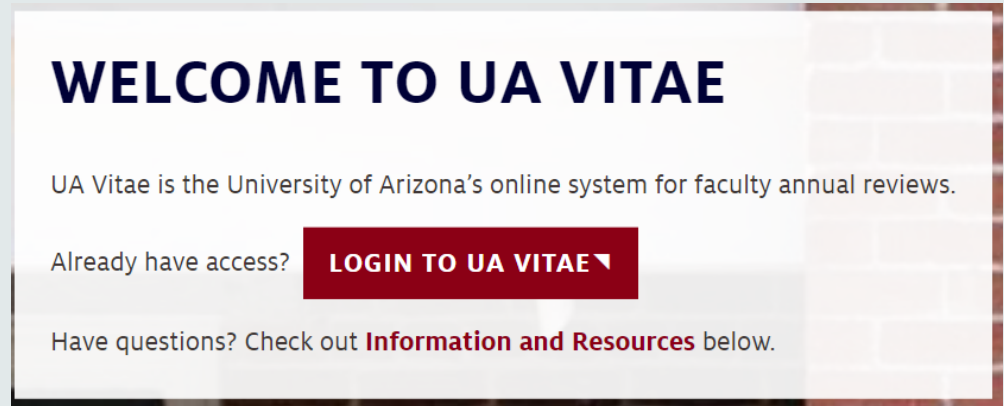 WELCOME TO UA VITAE
UA Vitae is the University of Arizona’s online system for faculty annual reviews.
Already have access? LOGIN TO UA VITAE
Have questions? Check out Information and Resources below.